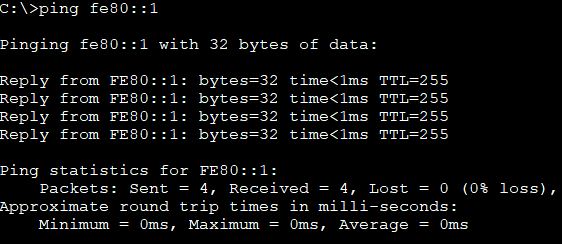 C:\>ping fe80::1
Pinging fe80::1 with 32 bytes of data:
Reply from FE80::1: bytes=32 time<1ms TTL=255
Reply from FE80::1: bytes=32 time<1ms TTL=255
Reply from FE80::1: bytes=32 time<1ms TTL=255
Reply from FE80::1: bytes=32 time<1ms TTL=255
Ping statistics for FE80::1:
    Packets: Sent = 4, Received = 4, Lost = 0 (0% loss),
Approximate round trip times in milli-seconds:
    Minimum = 0ms, Maximum = 0ms, Average = 0ms